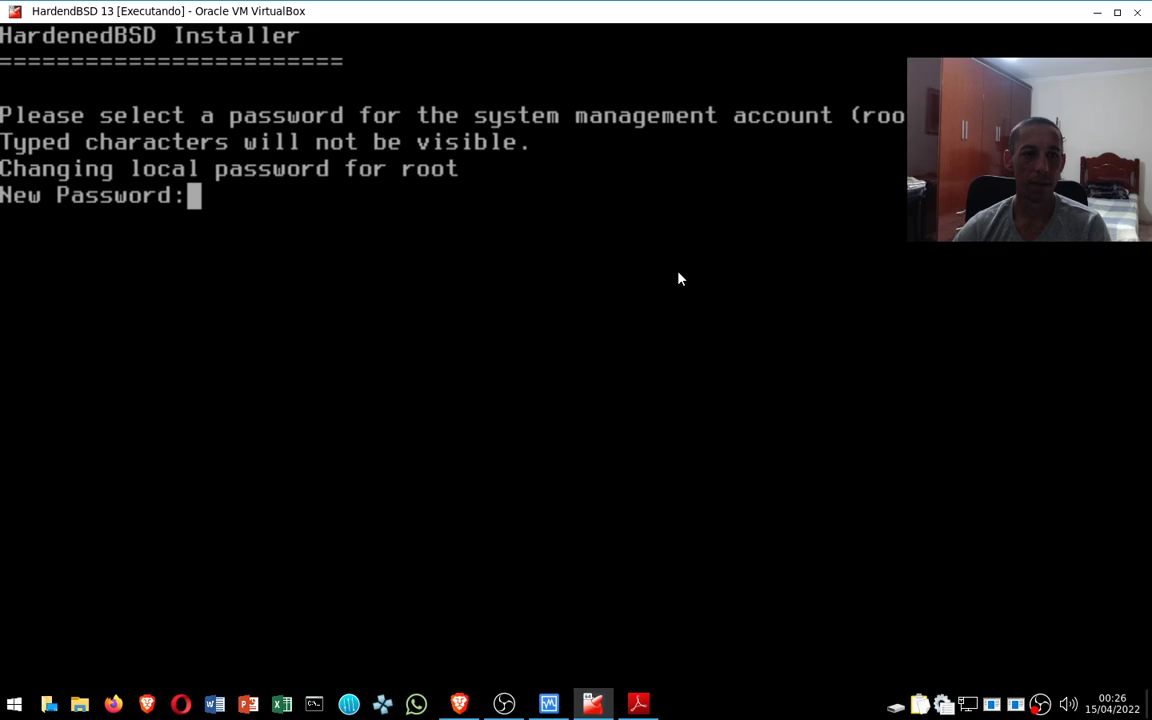 HardendBSD 13 [Executando] - Oracle VM VirtualBox
HardenedBSD Installer
========================
Please select a password for the system management account (roo
Typed characters will not be visible.
Changing local password for root
New Password:
00:26
15/04/2022